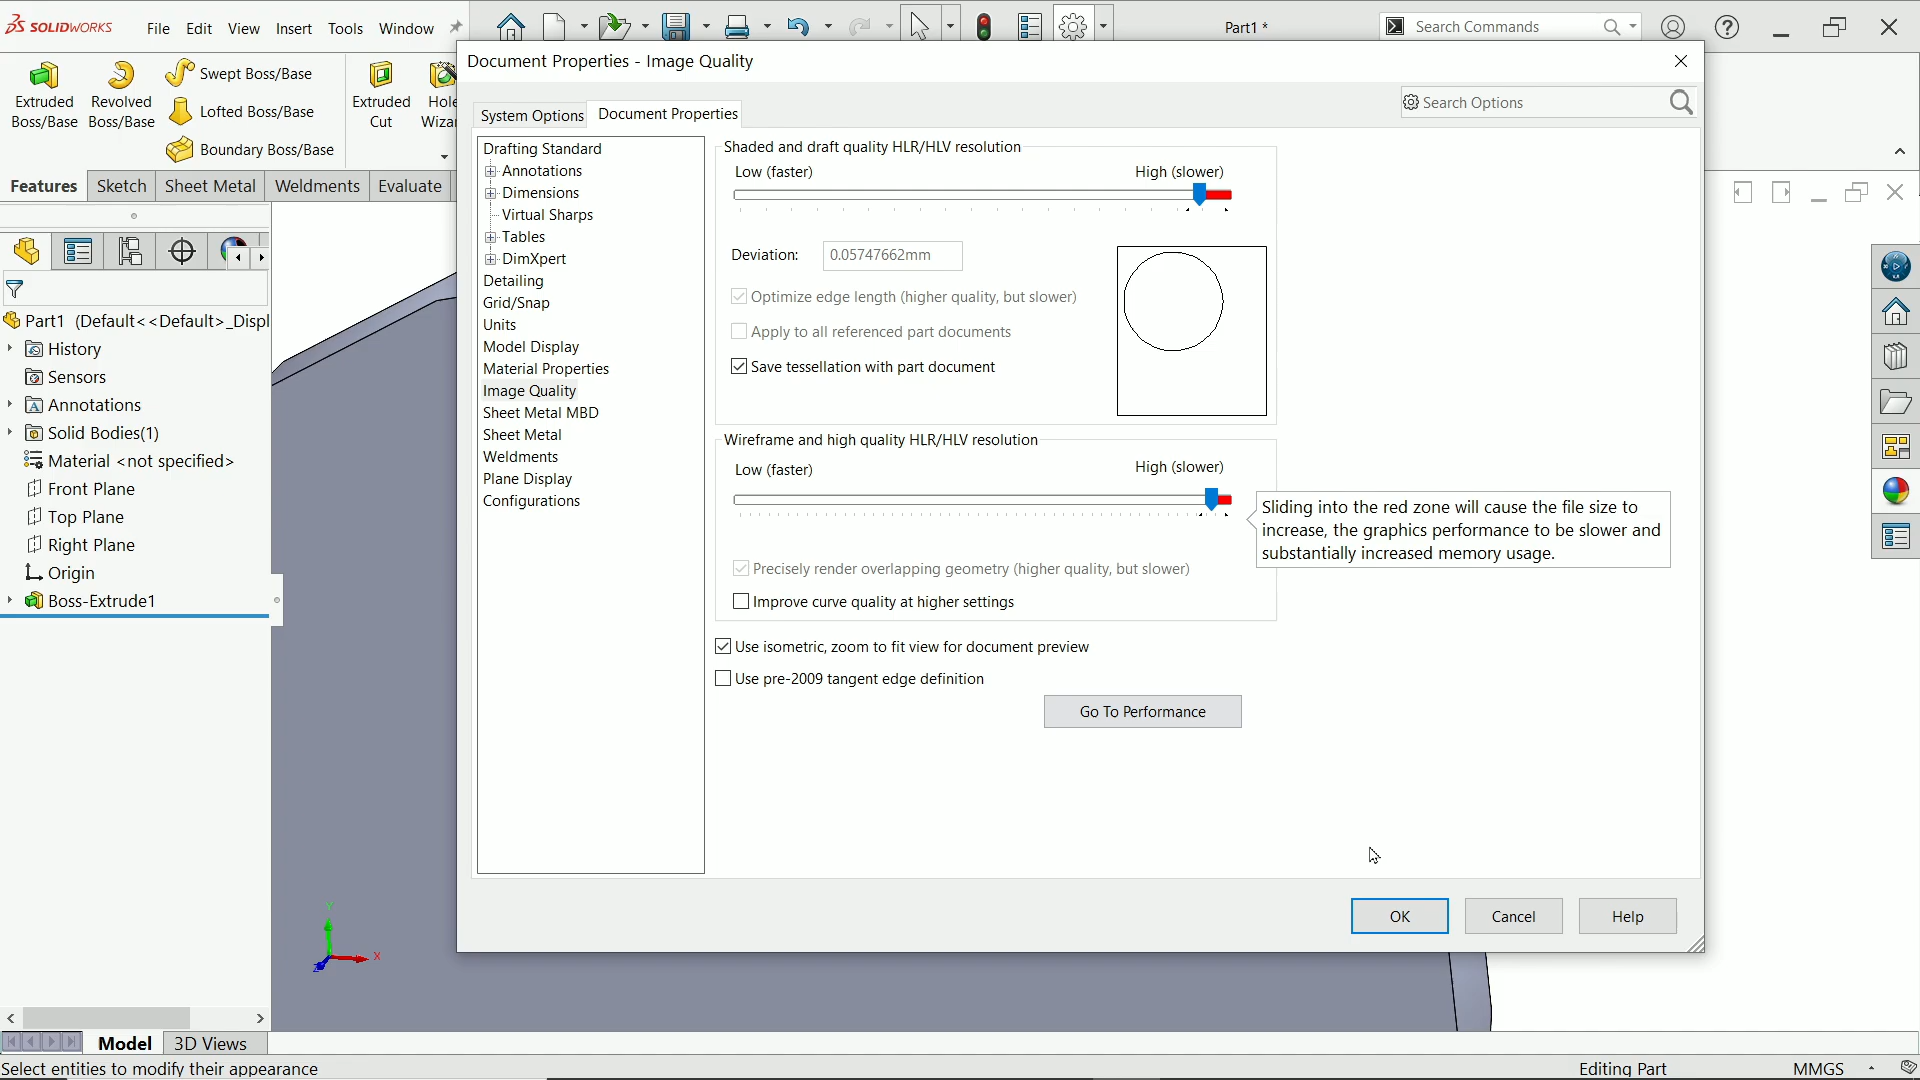 SOLIDWORKS
File Edit View Insert Tools Window
Part1 *
Search Commands
Extruded Boss/Base
Revolved Boss/Base
Swept Boss/Base
Lofted Boss/Base
Boundary Boss/Base
Extruded Cut
Hole Wiza
Features Sketch Sheet Metal Weldments Evaluate
Part1 (Default<<Default>_Displ
History
Sensors
Annotations
Solid Bodies(1)
Material <not specified>
Front Plane
Top Plane
Right Plane
Origin
Boss-Extrude1
Document Properties - Image Quality
System Options Document Properties
Search Options
Drafting Standard
Annotations
Dimensions
Virtual Sharps
Tables
DimXpert
Detailing
Grid/Snap
Units
Model Display
Material Properties
Image Quality
Sheet Metal MBD
Sheet Metal
Weldments
Plane Display
Configurations
Shaded and draft quality HLR/HLV resolution
Low (faster) High (slower)
Deviation: 0.05747662mm
Optimize edge length (higher quality, but slower)
Apply to all referenced part documents
Save tessellation with part document
Wireframe and high quality HLR/HLV resolution
Low (faster) High (slower)
Sliding into the red zone will cause the file size to
increase, the graphics performance to be slower and
substantially increased memory usage.
Precisely render overlapping geometry (higher quality, but slower)
Improve curve quality at higher settings
Use isometric, zoom to fit view for document preview
Use pre-2009 tangent edge definition
Go To Performance
OK Cancel Help
Y
X
Z
Model 3D Views
Select entities to modify their appearance
Editing Part
MMGS